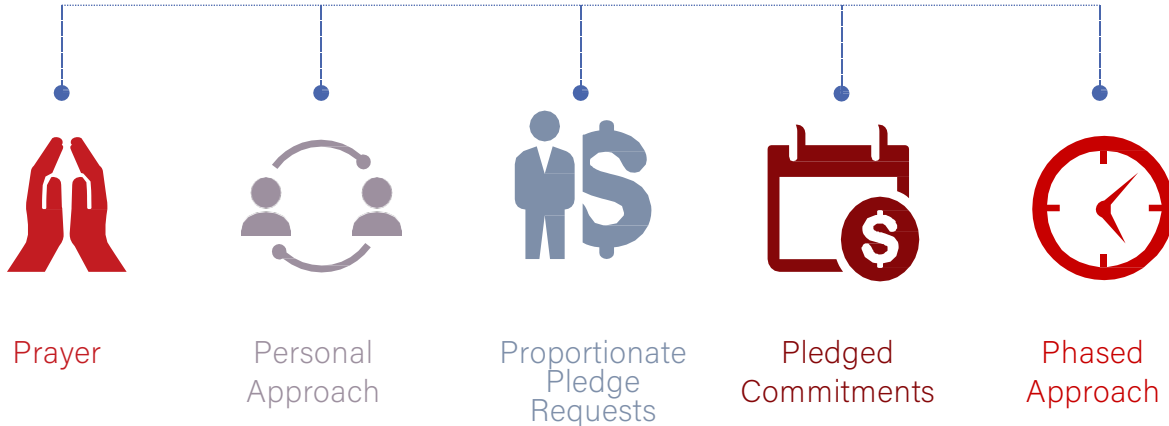 Prayer
Personal
Approach
Proportionate
Pledge
Requests
Pledged
Commitments
Phased
Approach